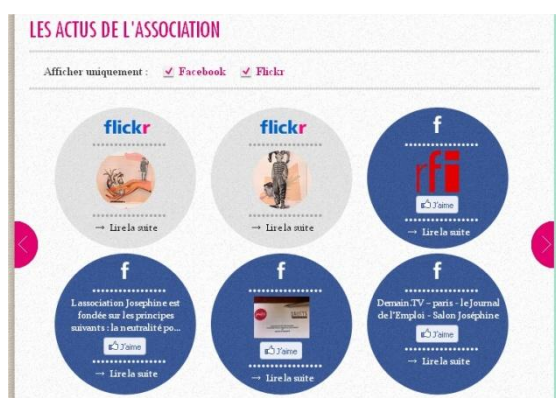 LES ACTUS DE L'ASSOCIATION
Afficher uniquement : Facebook Flickr
flickr
→ Lire la suite
flickr
→ Lire la suite
f
rfi
J'aime
→ Lire la suite
f
L association Josephine est
fondée sur les principes
suivants : la neutralité po...
J'aime
→ Lire la suite
f
J'aime
→ Lire la suite
f
Demain.TV – paris - le Journal
de l'Emploi - Salon Joséphine
J'aime
→ Lire la suite